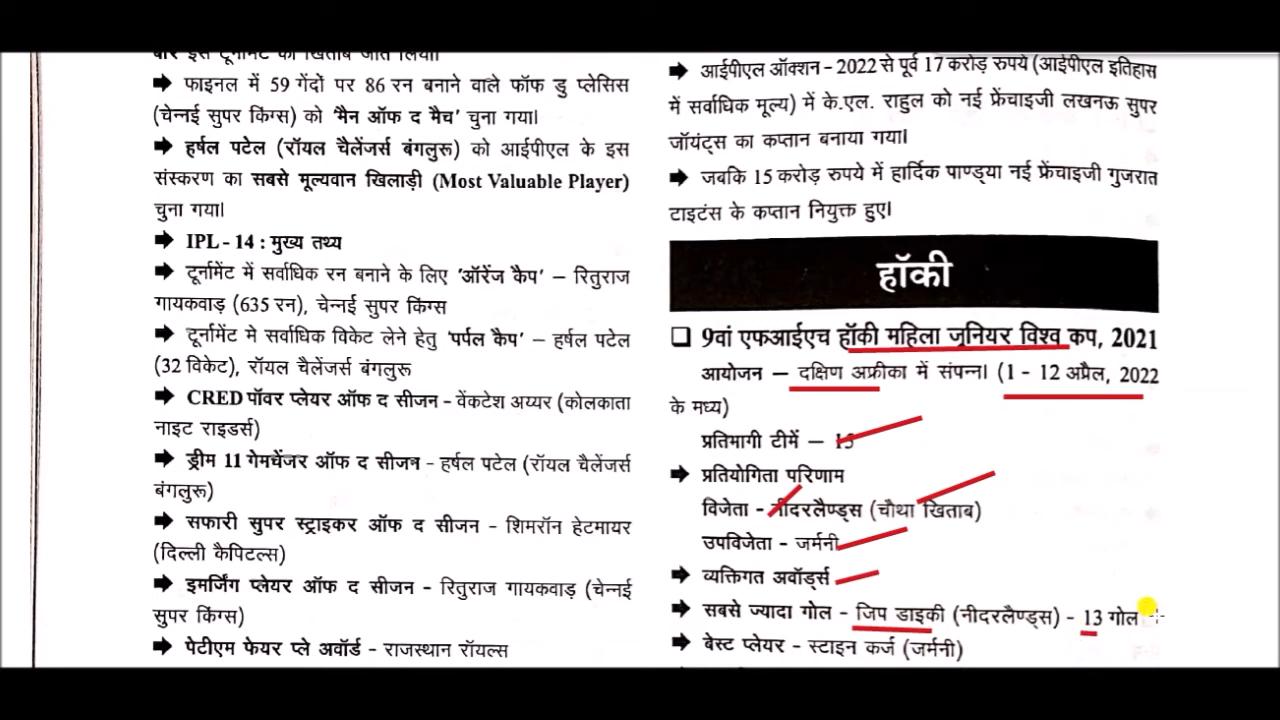 बार इस टूर्नामेंट का खिताब जीत लिया।
➡ फाइनल में 59 गेंदों पर 86 रन बनाने वाले फॉफ डु प्लेसिस
(चेन्नई सुपर किंग्स) को ‘मैन ऑफ द मैच’ चुना गया।
➡ हर्षल पटेल (रॉयल चैलेंजर्स बंगलुरू) को आईपीएल के इस
संस्करण का सबसे मूल्यवान खिलाड़ी (Most Valuable Player)
चुना गया।
➡ IPL - 14 : मुख्य तथ्य
➡ टूर्नामेंट में सर्वाधिक रन बनाने के लिए ‘ऑरेंज कैप’ – रितुराज
गायकवाड़ (635 रन), चेन्नई सुपर किंग्स
➡ टूर्नामेंट मे सर्वाधिक विकेट लेने हेतु ‘पर्पल कैप’ – हर्षल पटेल
(32 विकेट), रॉयल चैलेंजर्स बंगलुरू
➡ CRED पॉवर प्लेयर ऑफ द सीजन - वेंकटेश अय्यर (कोलकाता
नाइट राइडर्स)
➡ ड्रीम 11 गेमचेंजर ऑफ द सीजन - हर्षल पटेल (रॉयल चैलेंजर्स
बंगलुरू)
➡ सफारी सुपर स्ट्राइकर ऑफ द सीजन - शिमरॉन हेटमायर
(दिल्ली कैपिटल्स)
➡ इमर्जिंग प्लेयर ऑफ द सीजन - रितुराज गायकवाड़ (चेन्नई
सुपर किंग्स)
➡ पेटीएम फेयर प्ले अवॉर्ड - राजस्थान रॉयल्स
➡ आईपीएल ऑक्शन - 2022 से पूर्व 17 करोड़ रुपये (आईपीएल इतिहास
में सर्वाधिक मूल्य) में के.एल. राहुल को नई फ्रेंचाइजी लखनऊ सुपर
जॉयंट्स का कप्तान बनाया गया।
➡ जबकि 15 करोड़ रुपये में हार्दिक पाण्ड्या नई फ्रेंचाइजी गुजरात
टाइटंस के कप्तान नियुक्त हुए।
हॉकी
❑ 9वां एफआईएच हॉकी महिला जूनियर विश्व कप, 2021
आयोजन – दक्षिण अफ्रीका में संपन्न। (1 - 12 अप्रैल, 2022
के मध्य)
प्रतिभागी टीमें – 15
➡ प्रतियोगिता परिणाम
विजेता - नीदरलैण्ड्स (चौथा खिताब)
उपविजेता - जर्मनी
➡ व्यक्तिगत अवॉर्ड्स
➡ सबसे ज्यादा गोल - जिप डाइकी (नीदरलैण्ड्स) - 13 गोल
➡ बेस्ट प्लेयर - स्टाइन कर्ज (जर्मनी)